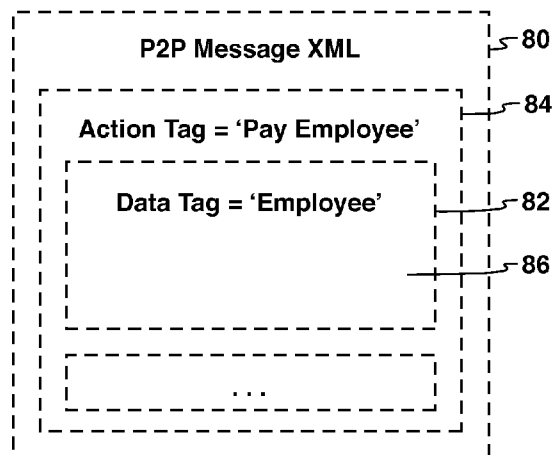 P2P Message XML
80
84
Action Tag = ‘Pay Employee’
Data Tag = ‘Employee’
82
86
...